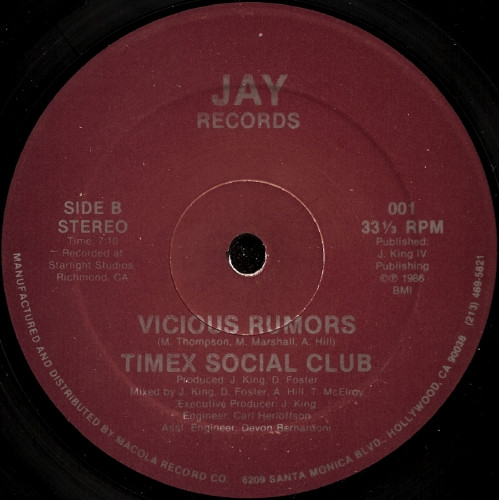 JAY
RECORDS
SIDE B
STEREO
Time: 7:10
Recorded at
Starlight Studios,
Richmond, CA
001
33⅓ RPM
Published:
J. King IV
Publishing
©℗ 1986
BMI
VICIOUS RUMORS
(M. Thompson, M. Marshall, A. Hill)
TIMEX SOCIAL CLUB
Produced: J. King, D. Foster
Mixed by J. King, D. Foster, A. Hill, T. McElroy
Executive Producer: J. King
Engineer: Carl Herloffson
Asst. Engineer: Devon Bernardoni
MANUFACTURED AND DISTRIBUTED BY MACOLA RECORD CO. 6209 SANTA MONICA BLVD., HOLLYWOOD, CA 90038 (213) 469-5821